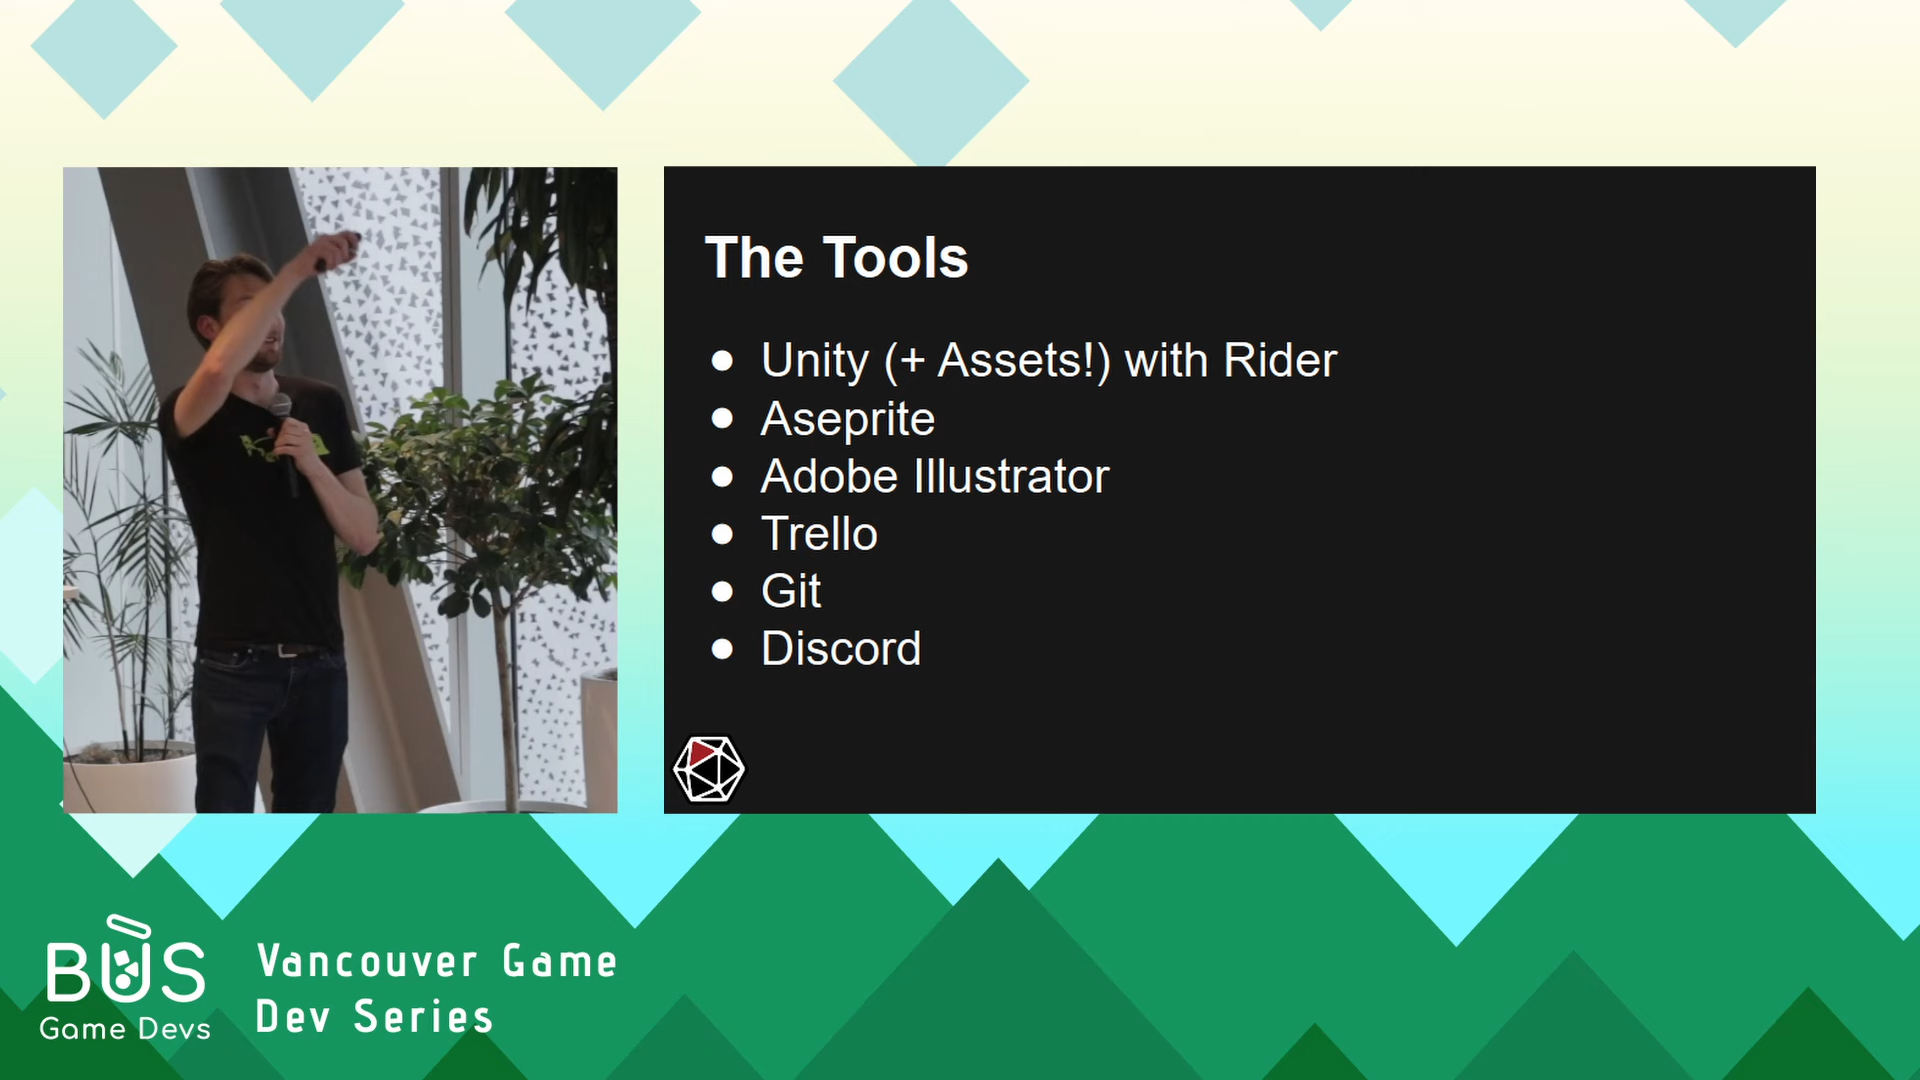 The Tools
● Unity (+ Assets!) with Rider
● Aseprite
● Adobe Illustrator
● Trello
● Git
● Discord
BUS
Game Devs
Vancouver Game
Dev Series